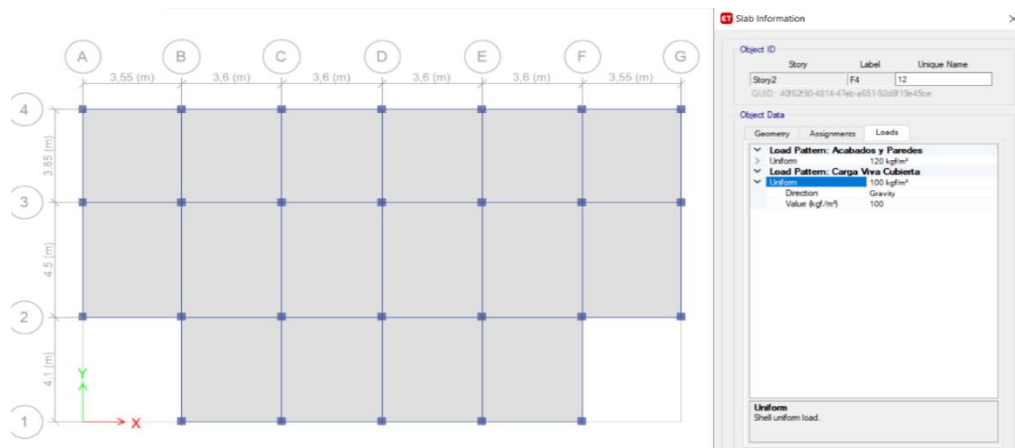 A B C D E F G
3,55 (m) 3,6 (m) 3,6 (m) 3,6 (m) 3,6 (m) 3,55 (m)
4
3,65 (m)
3
4,5 (m)
2
4,1 (m)
1
Y
X
ET Slab Information
Object ID
Story Label Unique Name
Story2 F4 12
Object Data
Geometry Assignments Loads
Load Pattern: Acabados y Paredes
Uniform 120 kgf/m²
Load Pattern: Carga Viva Cubierta
Uniform 100 kgf/m²
Direction Gravity
Value (kgf/m²) 100
Uniform
Shell uniform load.